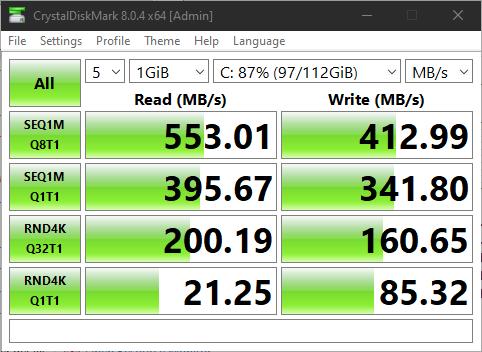 CrystalDiskMark 8.0.4 x64 [Admin]
File Settings Profile Theme Help Language
All 5 1GiB C: 87% (97/112GiB) MB/s
Read (MB/s) Write (MB/s)
SEQ1M
Q8T1 553.01 412.99
SEQ1M
Q1T1 395.67 341.80
RND4K
Q32T1 200.19 160.65
RND4K
Q1T1 21.25 85.32